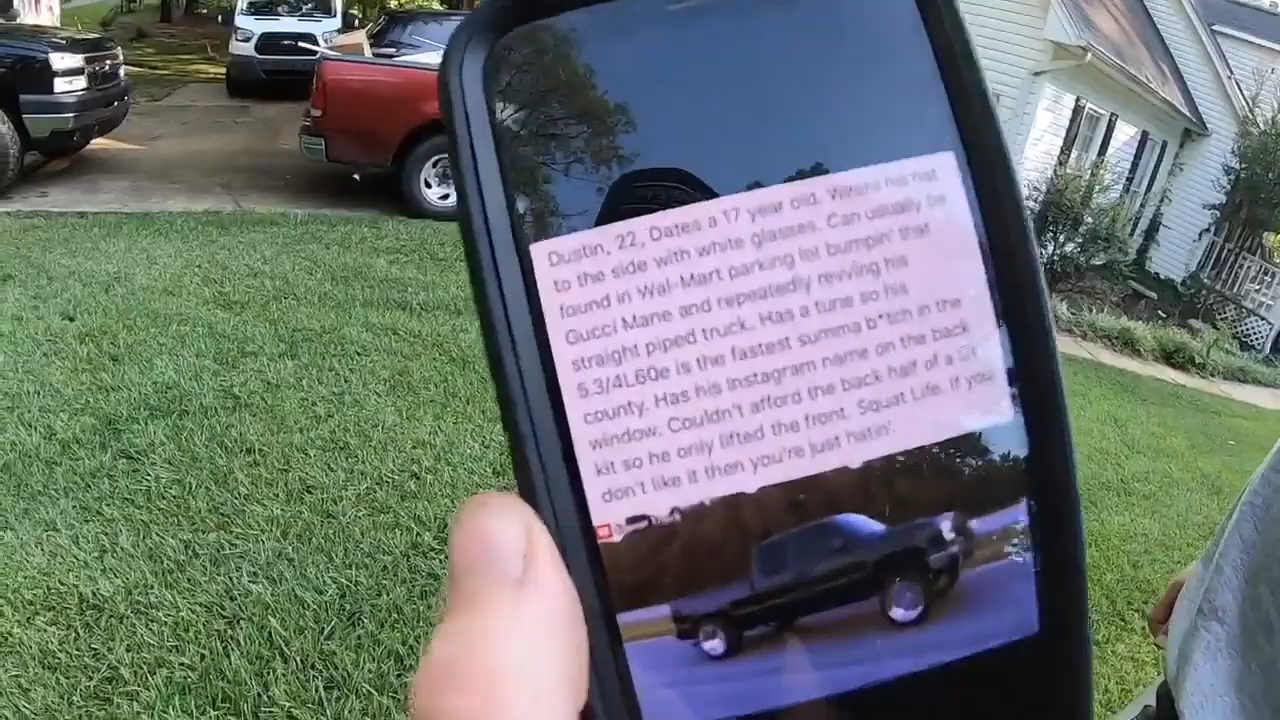 Dustin, 22, Dates a 17 year old. Wears his hat
to the side with white glasses. Can usually be
found in Wal-Mart parking lot bumpin' that
Gucci Mane and repeatedly revving his
straight piped truck. Has a tune so his
5.3/4L60e is the fastest summa b*tch in the
county. Has his Instagram name on the back
window. Couldn't afford the back half of a lift
kit so he only lifted the front. Squat Life. If you
don't like it then you're just hatin'.